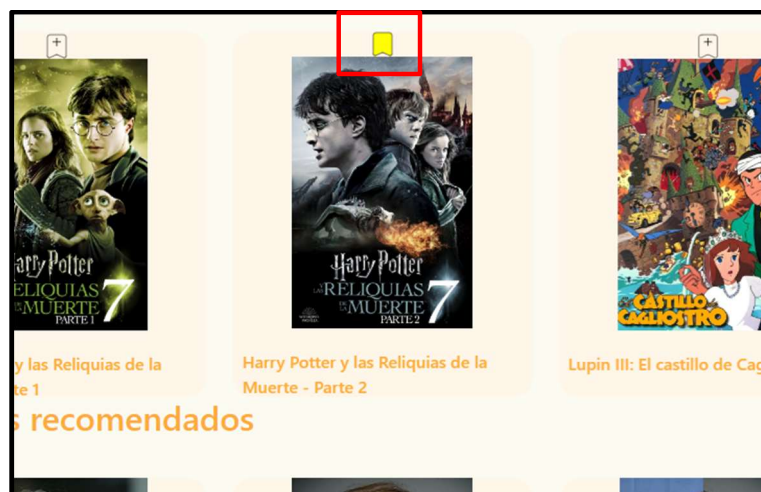 Harry Potter
RELIQUIAS
MUERTE 7
PARTE 1
Harry Potter
LAS RELIQUIAS
DE LA MUERTE 7
PARTE 2
CASTILLO
CAGLIOSTRO
y las Reliquias de la
te 1
Harry Potter y las Reliquias de la
Muerte - Parte 2
Lupin III: El castillo de Cag
s recomendados